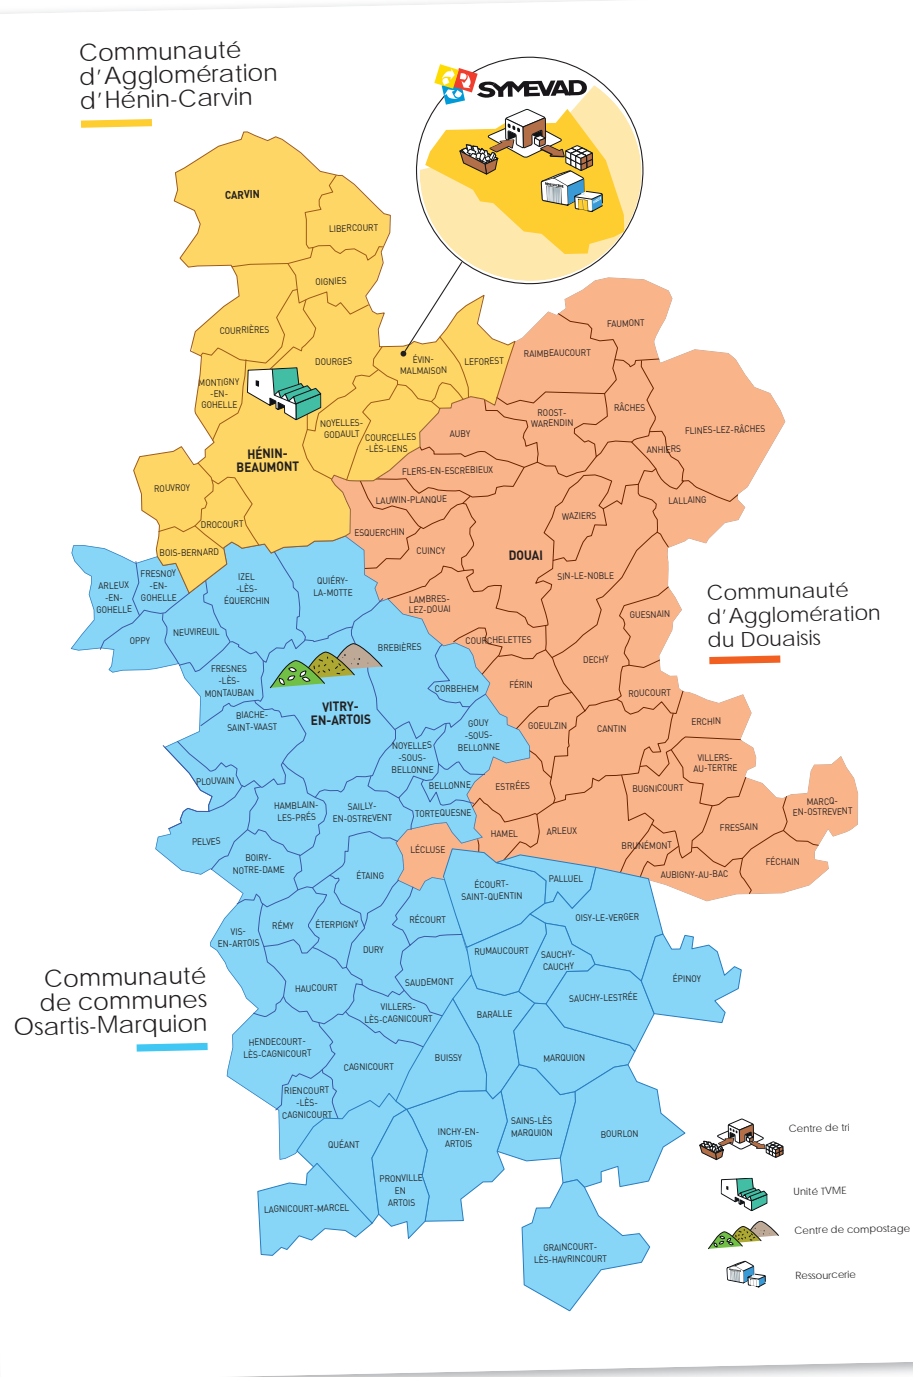 Communauté
d'Agglomération
d'Hénin-Carvin
SYMEVAD
CARVIN
LIBERCOURT
OIGNIES
COURRIÈRES
DOURGES
ÉVIN-
MALMAISON
LEFOREST
MONTIGNY
-EN-
GOHELLE
NOYELLES-
GODAULT
COURCELLES
-LÈS-LENS
HÉNIN-
BEAUMONT
ROUVROY
DROCOURT
BOIS-BERNARD
FAUMONT
RAIMBEAUCOURT
RÂCHES
ROOST-
WARENDIN
FLINES-LEZ-RÂCHES
AUBY
ANHIERS
FLERS-EN-ESCREBIEUX
LAUWIN-PLANQUE
LALLAING
WAZIERS
ESQUERCHIN
CUINCY
DOUAI
SIN-LE-NOBLE
LAMBRES-
LEZ-DOUAI
GUESNAIN
COURCHELETTES
DECHY
FÉRIN
ROUCOURT
GOEULZIN
CANTIN
ERCHIN
VILLERS-
AU-TERTRE
ESTRÉES
BUGNICOURT
MARCQ-
EN-OSTREVENT
HAMEL
ARLEUX
FRESSAIN
BRUNÉMONT
FÉCHAIN
AUBIGNY-AU-BAC
LÉCLUSE
Communauté
d'Agglomération
du Douaisis
ARLEUX
-EN-
GOHELLE
FRESNOY
-EN-
GOHELLE
IZEL
-LÈS-
ÉQUERCHIN
QUIÉRY-
LA-MOTTE
OPPY
NEUVIREUIL
BREBIÈRES
FRESNES
-LÈS-
MONTAUBAN
CORBEHEM
VITRY-
EN-ARTOIS
BIACHE-
SAINT-VAAST
GOUY
-SOUS-
BELLONNE
NOYELLES
-SOUS-
BELLONNE
PLOUVAIN
BELLONNE
HAMBLAIN-
LES-PRÉS
SAILLY-
EN-OSTREVENT
TORTEQUESNE
PELVES
BOIRY-
NOTRE-DAME
ÉTAING
ÉCOURT-
SAINT-QUENTIN
PALLUEL
OISY-LE-VERGER
VIS-
EN-ARTOIS
RÉMY
ÉTERPIGNY
RÉCOURT
DURY
RUMAUCOURT
SAUCHY-
CAUCHY
ÉPINOY
HAUCOURT
SAUDEMONT
SAUCHY-LESTRÉE
VILLERS-
LÈS-CAGNICOURT
BARALLE
HENDECOURT-
LÈS-CAGNICOURT
CAGNICOURT
BUISSY
MARQUION
RIENCOURT
-LÈS-
CAGNICOURT
QUÉANT
INCHY-EN-
ARTOIS
SAINS-LÈS
MARQUION
BOURLON
PRONVILLE
EN
ARTOIS
LAGNICOURT-MARCEL
GRAINCOURT-
LÈS-HAVRINCOURT
Communauté
de communes
Osartis-Marquion
Centre de tri
Unité TVME
Centre de compostage
Ressourcerie